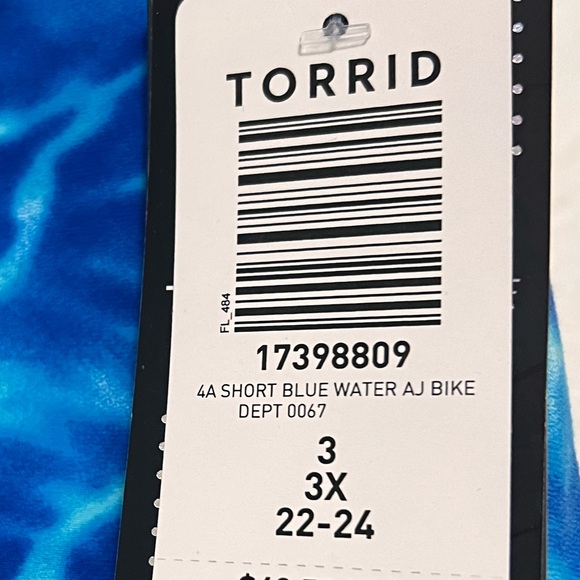 TORRID
FL_484
17398809
4A SHORT BLUE WATER AJ BIKE
DEPT 0067
3
3X
22-24